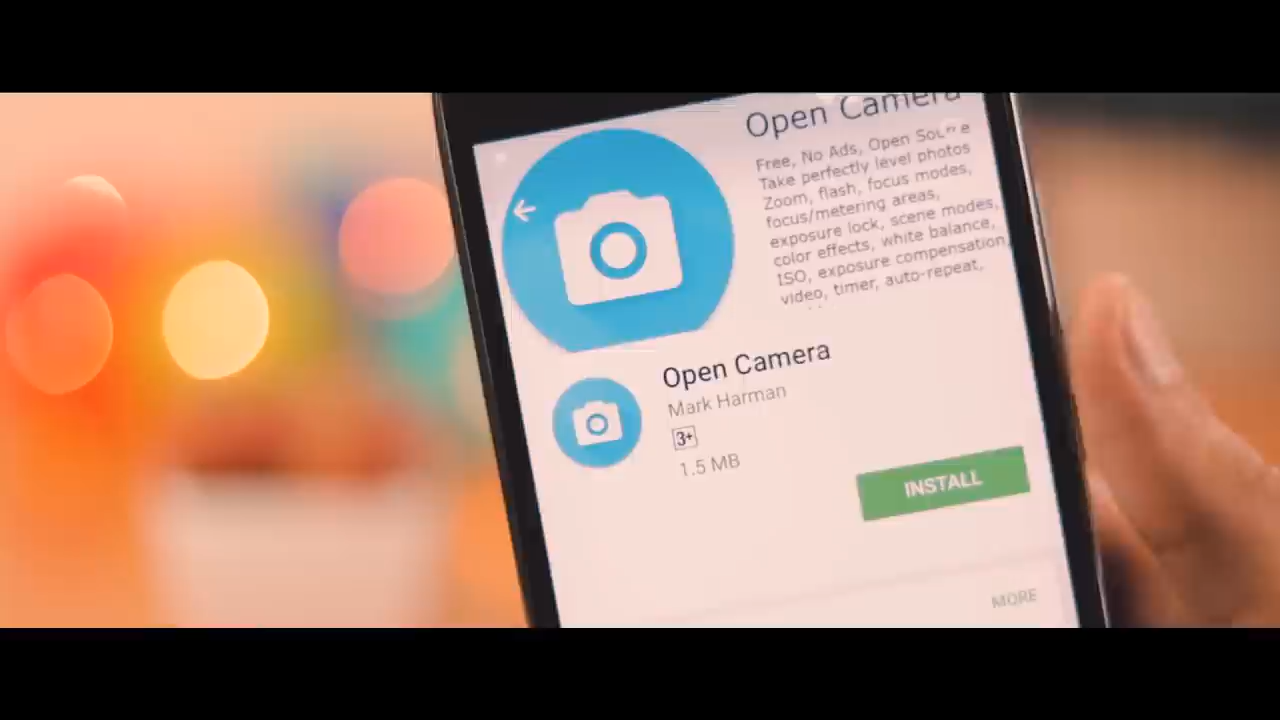 Open Camera
Free, No Ads, Open Source
Take perfectly level photos
Zoom, flash, focus modes,
focus/metering areas,
exposure lock, scene modes,
color effects, white balance,
ISO, exposure compensation,
video, timer, auto-repeat,
Open Camera
Mark Harman
3+
1.5 MB
INSTALL
MORE